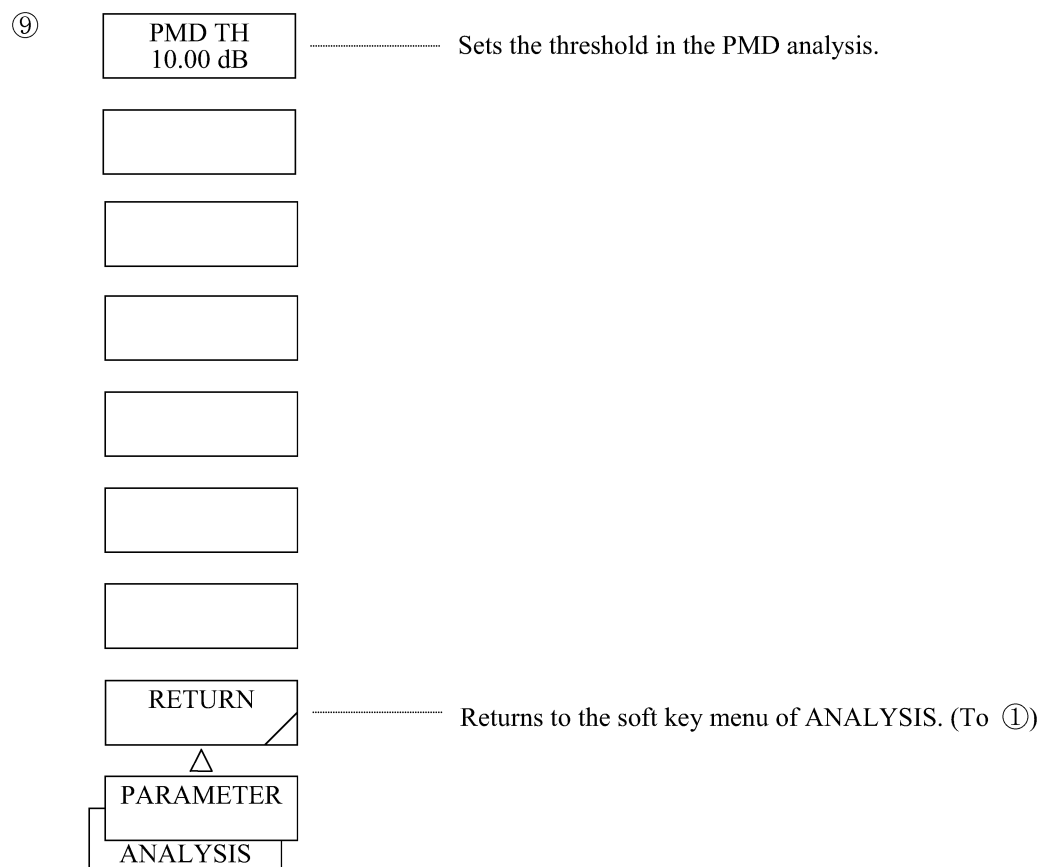 ⑨
PMD TH
10.00 dB
Sets the threshold in the PMD analysis.
RETURN
Returns to the soft key menu of ANALYSIS. (To ①)
PARAMETER
ANALYSIS